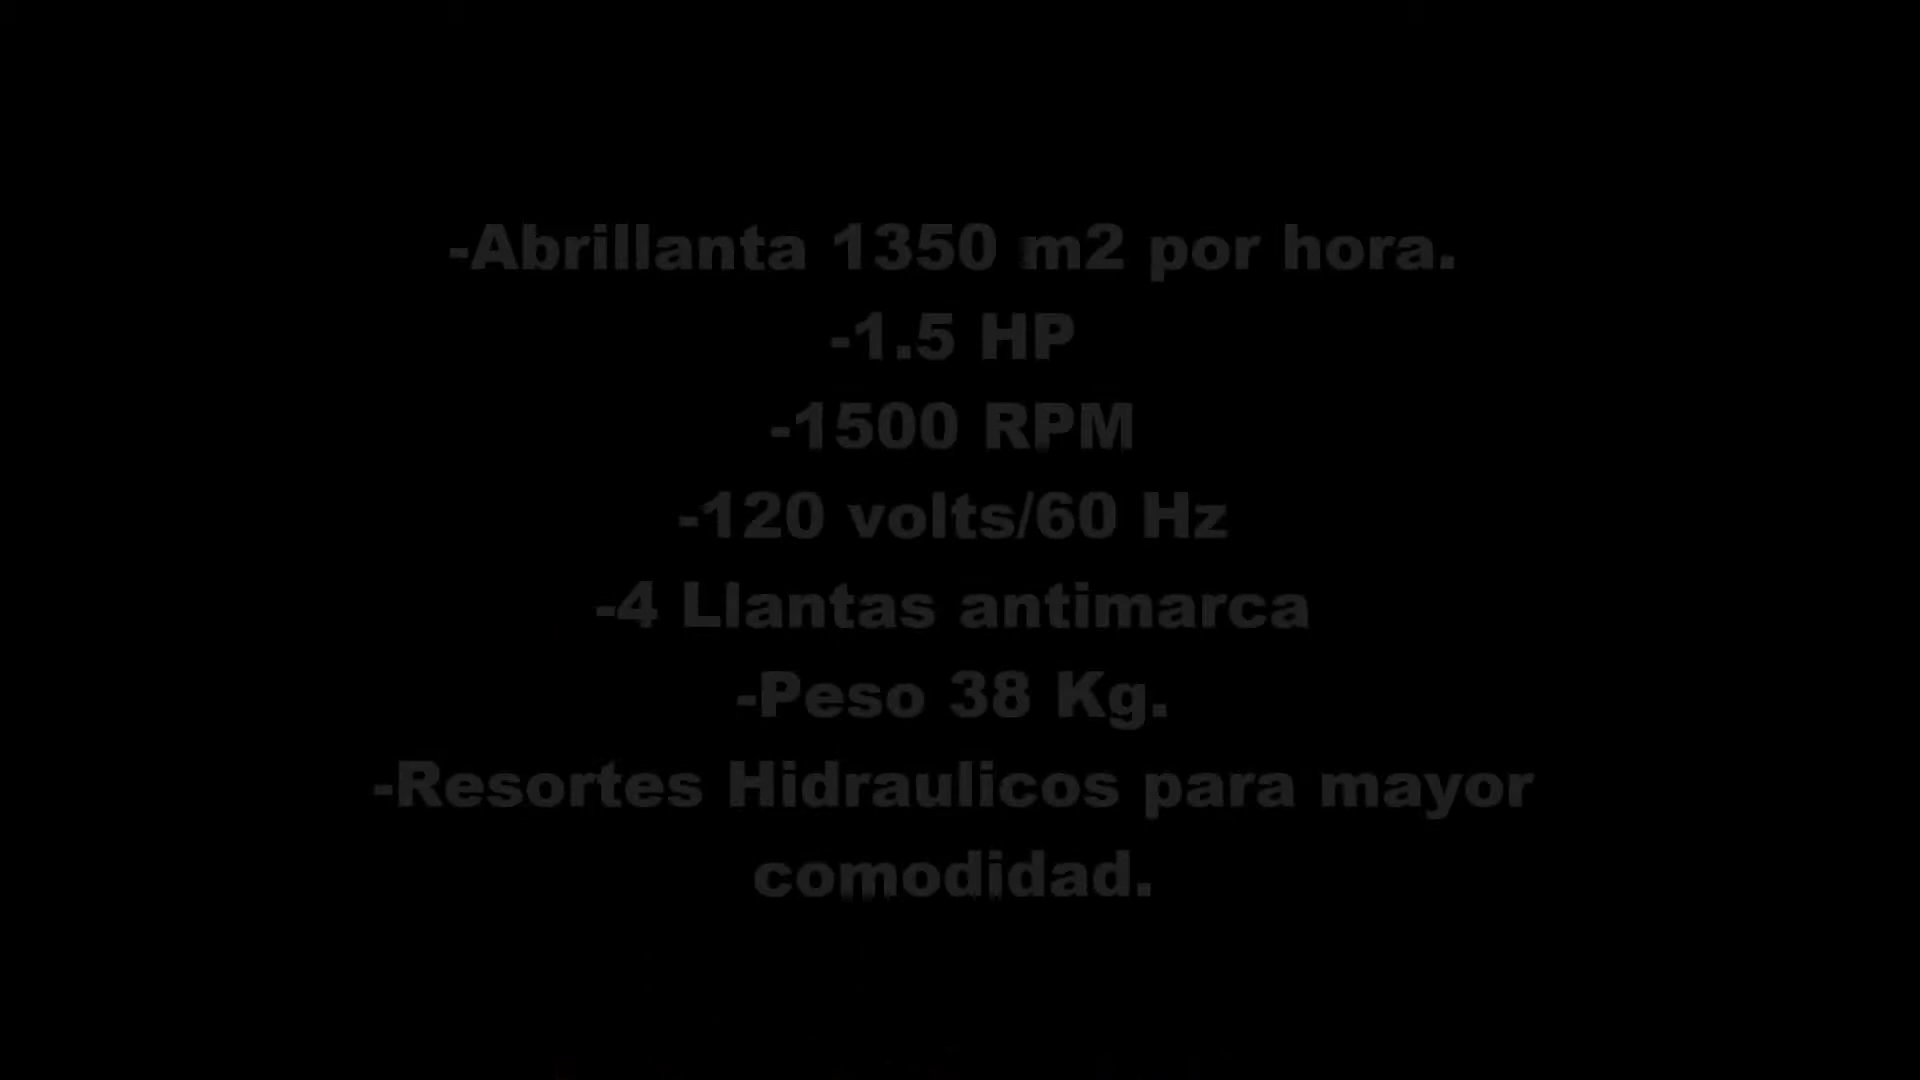 -Abrillanta 1350 m2 por hora.
-1.5 HP
-1500 RPM
-120 volts/60 Hz
-4 Llantas antimarca
-Peso 38 Kg.
-Resortes Hidraulicos para mayor
comodidad.